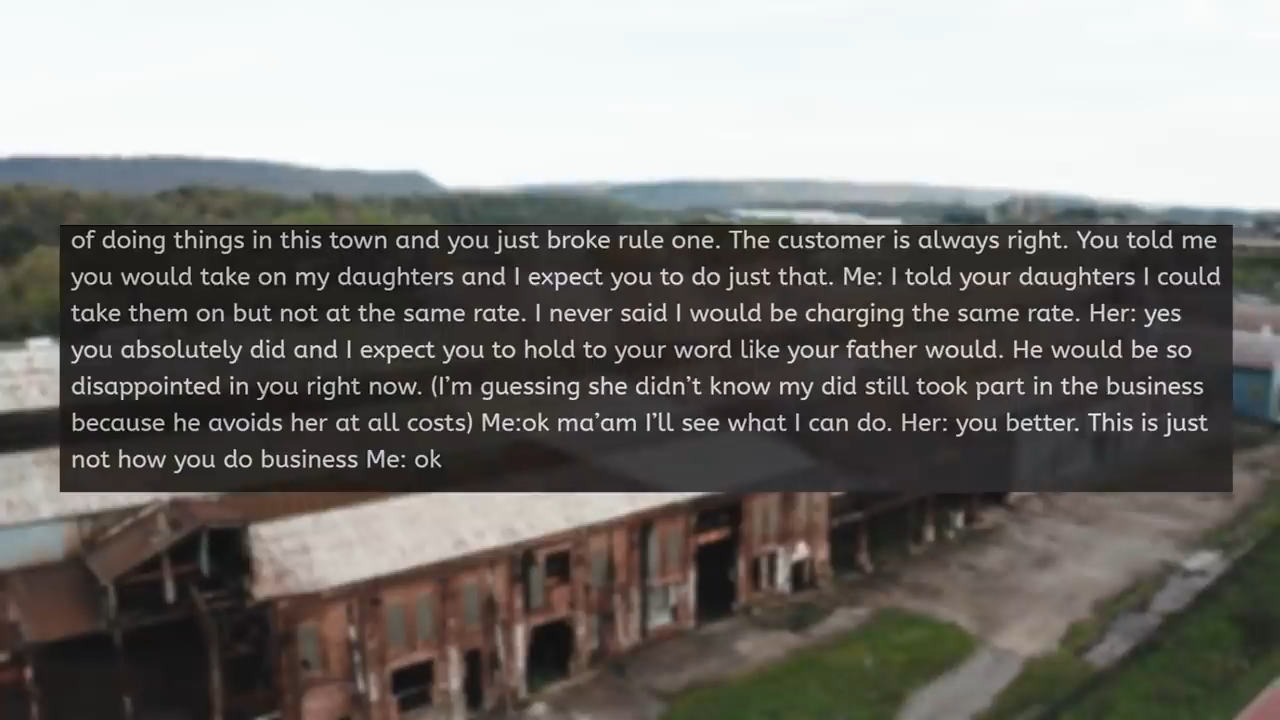 of doing things in this town and you just broke rule one. The customer is always right. You told me
you would take on my daughters and I expect you to do just that. Me: I told your daughters I could
take them on but not at the same rate. I never said I would be charging the same rate. Her: yes
you absolutely did and I expect you to hold to your word like your father would. He would be so
disappointed in you right now. (I’m guessing she didn’t know my did still took part in the business
because he avoids her at all costs) Me:ok ma’am I’ll see what I can do. Her: you better. This is just
not how you do business Me: ok